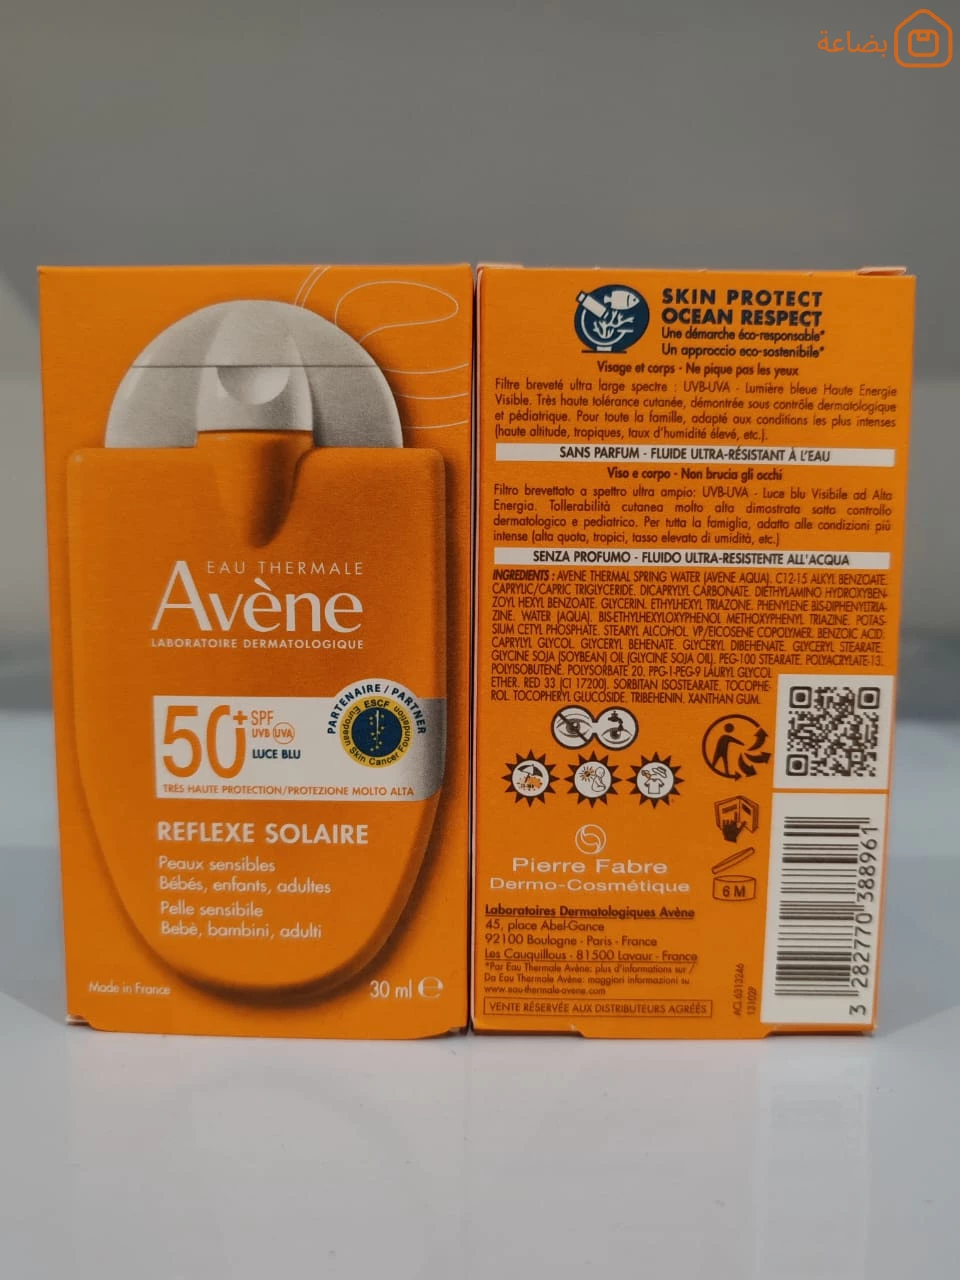 بضاعة
EAU THERMALE
Avène
LABORATOIRE DERMATOLOGIQUE
50+
SPF
UVB UVA
LUCE BLU
TRÈS HAUTE PROTECTION/PROTEZIONE MOLTO ALTA
PARTENAIRE / PARTNER
ESCF
European Skin Cancer Foundation
REFLEXE SOLAIRE
Peaux sensibles
Bébés, enfants, adultes
Pelle sensibile
Bebè, bambini, adulti
Made in France
30 ml e
SKIN PROTECT
OCEAN RESPECT
Une démarche éco-responsable*
Un approccio eco-sostenibile*
Visage et corps - Ne pique pas les yeux
Filtre breveté ultra large spectre : UVB-UVA - Lumière bleue Haute Energie
Visible. Très haute tolérance cutanée, démontrée sous contrôle dermatologique
et pédiatrique. Pour toute la famille, adapté aux conditions les plus intenses
(haute altitude, tropiques, taux d'humidité élevé, etc.).
SANS PARFUM - FLUIDE ULTRA-RÉSISTANT À L'EAU
Viso e corpo - Non brucia gli occhi
Filtro brevettato a spettro ultra ampio: UVB-UVA - Luce blu Visibile ad Alta
Energia. Tollerabilità cutanea molto alta dimostrata sotto controllo
dermatologico e pediatrico. Per tutta la famiglia, adatto alle condizioni più
intense (alta quota, tropici, tasso elevato di umidità, etc.)
SENZA PROFUMO - FLUIDO ULTRA-RESISTENTE ALL'ACQUA
INGREDIENTS : AVENE THERMAL SPRING WATER (AVENE AQUA). C12-15 ALKYL BENZOATE.
CAPRYLIC/CAPRIC TRIGLYCERIDE. DICAPRYLYL CARBONATE. DIETHYLAMINO HYDROXYBEN-
ZOYL HEXYL BENZOATE. GLYCERIN. ETHYLHEXYL TRIAZONE. PHENYLENE BIS-DIPHENYLTRIA-
ZINE. WATER (AQUA). BIS-ETHYLHEXYLOXYPHENOL METHOXYPHENYL TRIAZINE. POTAS-
SIUM CETYL PHOSPHATE. STEARYL ALCOHOL. VP/EICOSENE COPOLYMER. BENZOIC ACID.
CAPRYLYL GLYCOL. GLYCERYL BEHENATE. GLYCERYL DIBEHENATE. GLYCERYL STEARATE.
GLYCINE SOJA (SOYBEAN) OIL (GLYCINE SOJA OIL). PEG-100 STEARATE. POLYACRYLATE-13.
POLYISOBUTENE. POLYSORBATE 20. PPG-1-PEG-9 LAURYL GLYCOL
ETHER. RED 33 (CI 17200). SORBITAN ISOSTEARATE. TOCOPHE-
ROL. TOCOPHERYL GLUCOSIDE. TRIBEHENIN. XANTHAN GUM.
Pierre Fabre
Dermo-Cosmétique
6 M
Laboratoires Dermatologiques Avène
45, place Abel-Gance
92100 Boulogne - Paris - France
Les Cauquillous - 81500 Lavaur - France
*Par Eau Thermale Avène: plus d'informations sur /
Da Eau Thermale Avène: maggiori informazioni su
www.eau-thermale-avene.com
VENTE RÉSERVÉE AUX DISTRIBUTEURS AGRÉÉS
ACL 6313246
131029
3 282770 388961